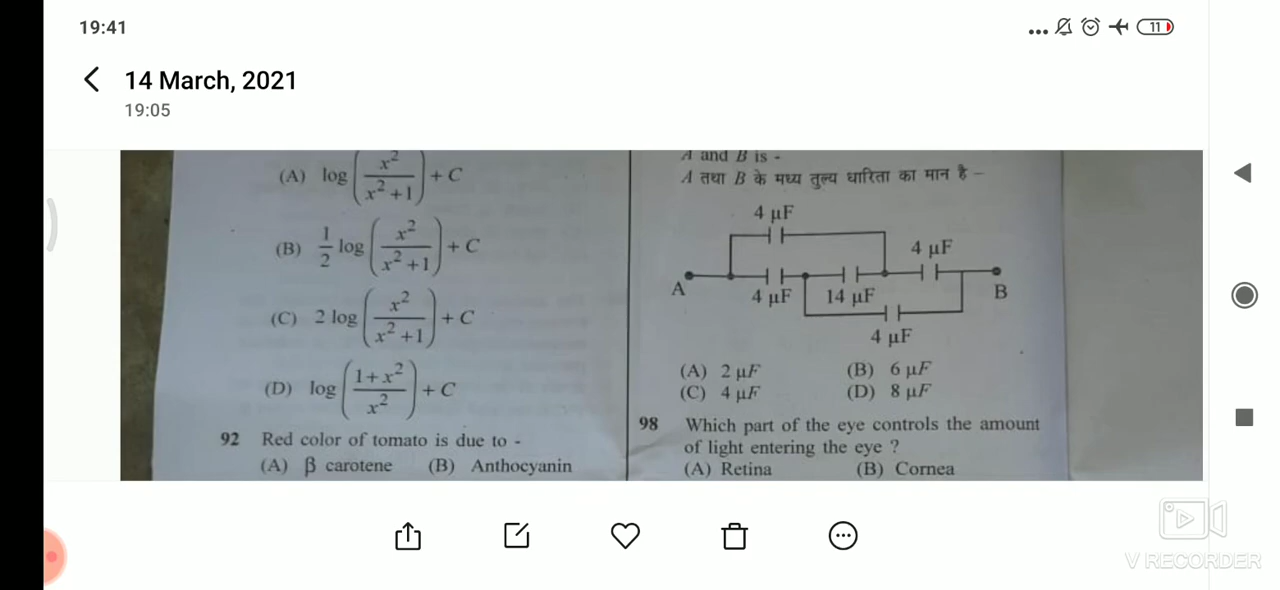 19:41
11
14 March, 2021
19:05
(A) log (x²/(x²+1)) + C
(B) 1/2 log (x²/(x²+1)) + C
(C) 2 log (x²/(x²+1)) + C
(D) log ((1+x²)/x²) + C
92 Red color of tomato is due to -
(A) β carotene (B) Anthocyanin
A and B is -
A तथा B के मध्य तुल्य धारिता का मान है –
4 μF
4 μF
A
4 μF
14 μF
B
4 μF
(A) 2 μF (B) 6 μF
(C) 4 μF (D) 8 μF
98 Which part of the eye controls the amount
of light entering the eye ?
(A) Retina (B) Cornea
V RECORDER